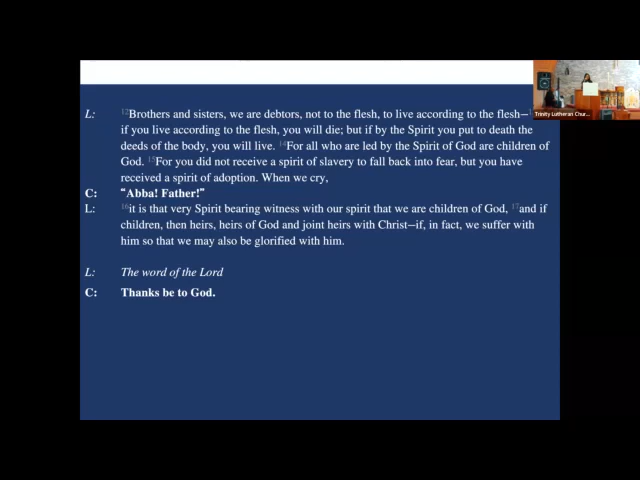 L: 12Brothers and sisters, we are debtors, not to the flesh, to live according to the flesh—
if you live according to the flesh, you will die; but if by the Spirit you put to death the
deeds of the body, you will live. 14For all who are led by the Spirit of God are children of
God. 15For you did not receive a spirit of slavery to fall back into fear, but you have
received a spirit of adoption. When we cry,
C: “Abba! Father!”
L: 16it is that very Spirit bearing witness with our spirit that we are children of God, 17and if
children, then heirs, heirs of God and joint heirs with Christ—if, in fact, we suffer with
him so that we may also be glorified with him.
L: The word of the Lord
C: Thanks be to God.
Trinity Lutheran Chur...